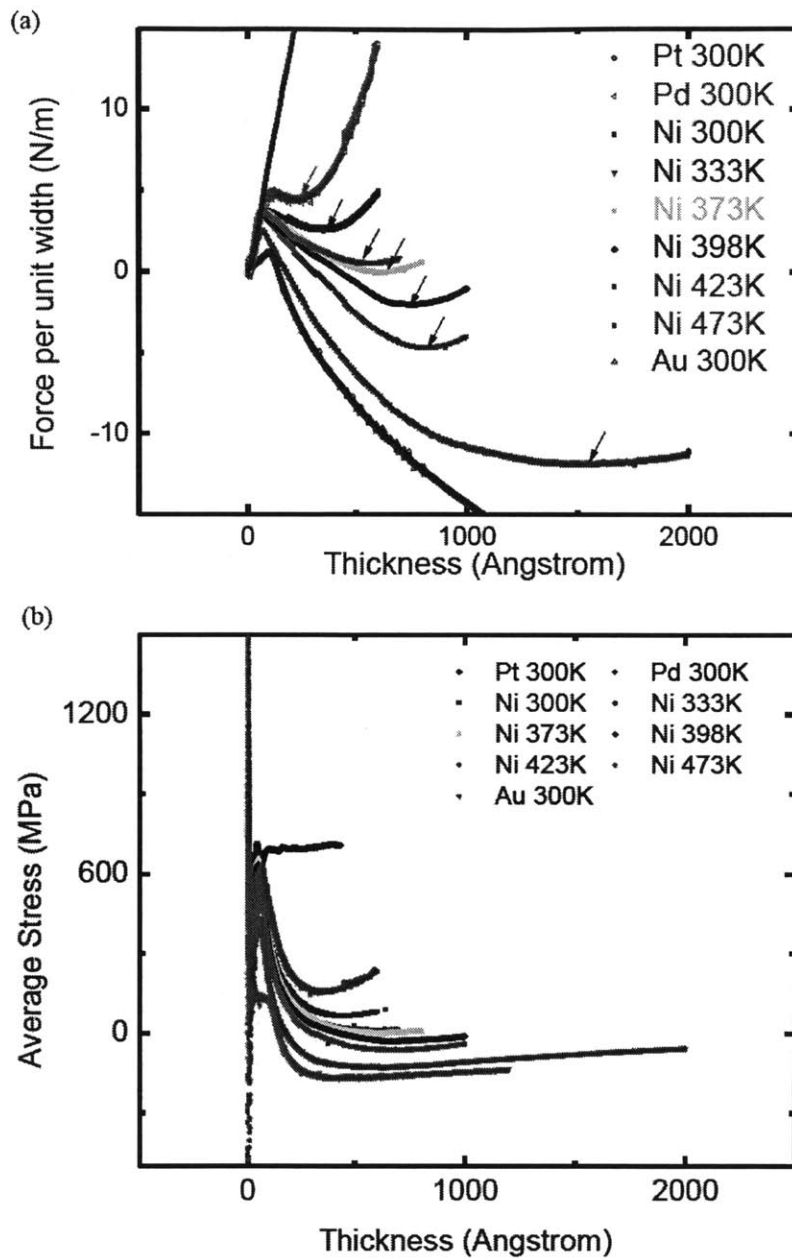 (a)
Force per unit width (N/m)
10
0
-10
Pt 300K
Pd 300K
Ni 300K
Ni 333K
Ni 373K
Ni 398K
Ni 423K
Ni 473K
Au 300K
0 1000 2000
Thickness (Angstrom)
(b)
Average Stress (MPa)
1200
600
0
Pt 300K Pd 300K
Ni 300K Ni 333K
Ni 373K Ni 398K
Ni 423K Ni 473K
Au 300K
0 1000 2000
Thickness (Angstrom)